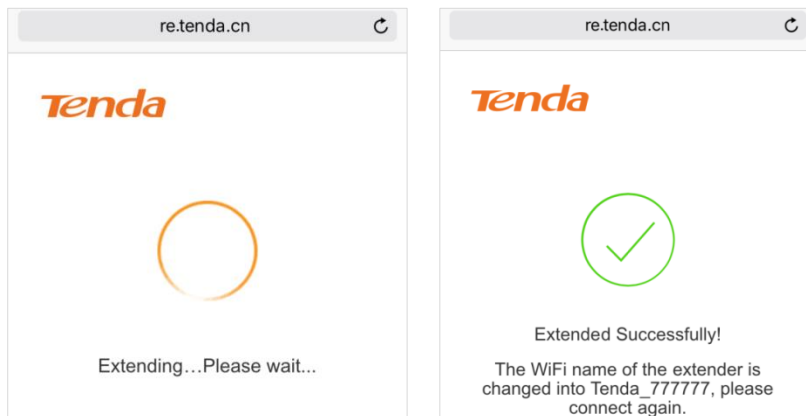 re.tenda.cn
Tenda
Extending…Please wait...
re.tenda.cn
Tenda
Extended Successfully!
The WiFi name of the extender is
changed into Tenda_777777, please
connect again.